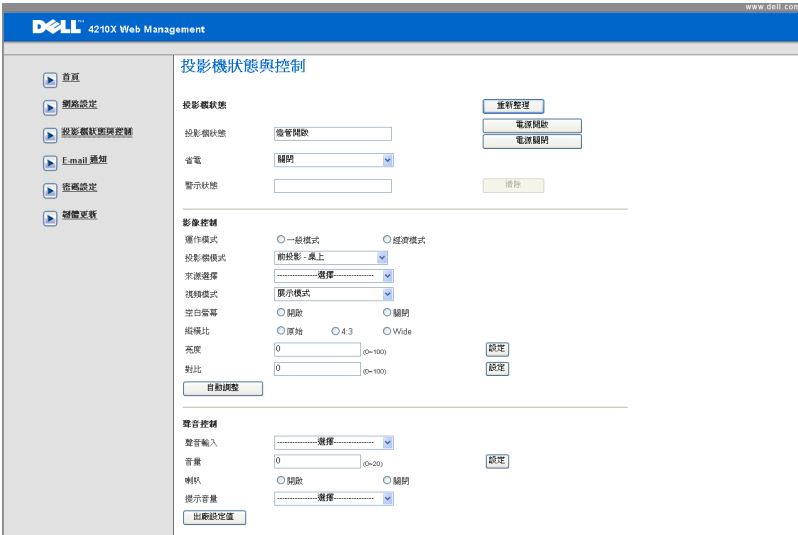 www.dell.com
DELL™ 4210X Web Management
首頁
網路設定
投影機狀態與控制
E-mail 通知
密碼設定
韌體更新
投影機狀態與控制
投影機狀態 重新整理
電源開啟
投影機狀態 燈管開啟
電源關閉
省電 關閉
警示狀態 清除
影像控制
運作模式 一般模式 經濟模式
投影機模式 前投影 - 桌上
來源選擇 ----------------選擇----------------
視頻模式 展示模式
空白螢幕 開啟 關閉
縱橫比 原始 4:3 Wide
亮度 0 (0~100) 設定
對比 0 (0~100) 設定
自動調整
聲音控制
聲音輸入 ----------------選擇----------------
音量 0 (0~20) 設定
喇叭 開啟 關閉
提示音量 ----------------選擇----------------
出廠設定值